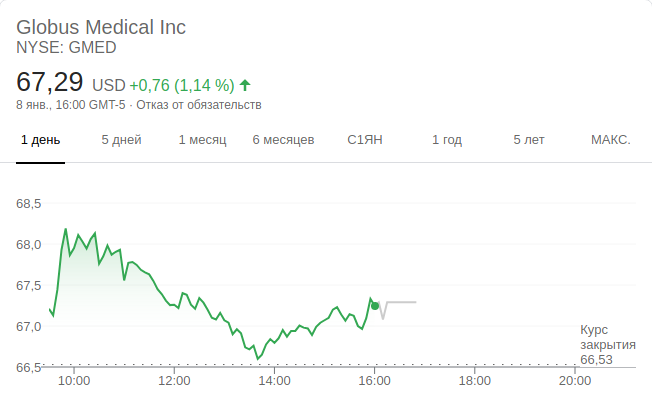 Globus Medical Inc
NYSE: GMED
67,29 USD +0,76 (1,14 %)
8 янв., 16:00 GMT-5 · Отказ от обязательств
1 день 5 дней 1 месяц 6 месяцев С1ЯН 1 год 5 лет МАКС.
68,5
68,0
67,5
67,0
Курс
закрытия
66,53
66,5
10:00 12:00 14:00 16:00 18:00 20:00